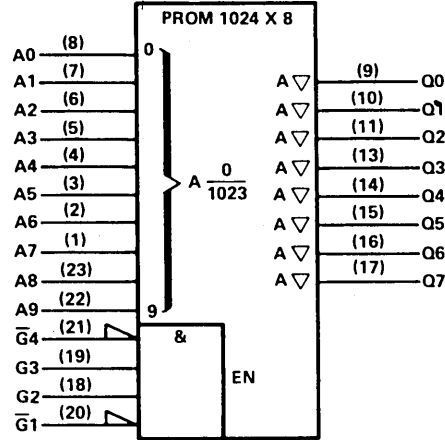 PROM 1024 X 8
A0 (8) 0
A1 (7) A ▽ (9) Q0
A2 (6) A ▽ (10) Q1
A3 (5) A ▽ (11) Q2
A4 (4) A 0/1023 A ▽ (13) Q3
A5 (3) A ▽ (14) Q4
A6 (2) A ▽ (15) Q5
A7 (1) A ▽ (16) Q6
A8 (23) A ▽ (17) Q7
A9 (22) 9
G̅4 (21) &
G3 (19) EN
G2 (18)
G̅1 (20)